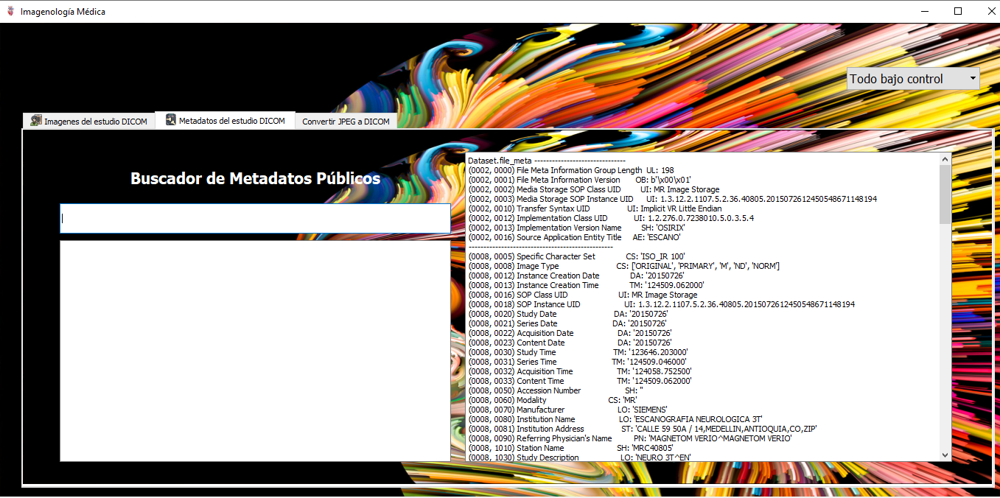 Imagenología Médica
Todo bajo control
Imagenes del estudio DICOM
Metadatos del estudio DICOM
Convertir JPEG a DICOM
Buscador de Metadatos Públicos
Dataset.file_meta -------------------------------
(0002, 0000) File Meta Information Group Length  UL: 198
(0002, 0001) File Meta Information Version       OB: b'\x00\x01'
(0002, 0002) Media Storage SOP Class UID         UI: MR Image Storage
(0002, 0003) Media Storage SOP Instance UID      UI: 1.3.12.2.1107.5.2.36.40805.2015072612450548671148194
(0002, 0010) Transfer Syntax UID                 UI: Implicit VR Little Endian
(0002, 0012) Implementation Class UID            UI: 1.2.276.0.7238010.5.0.3.5.4
(0002, 0013) Implementation Version Name         SH: 'OSIRIX'
(0002, 0016) Source Application Entity Title     AE: 'ESCANO'
-------------------------------------------------
(0008, 0005) Specific Character Set              CS: 'ISO_IR 100'
(0008, 0008) Image Type                          CS: ['ORIGINAL', 'PRIMARY', 'M', 'ND', 'NORM']
(0008, 0012) Instance Creation Date              DA: '20150726'
(0008, 0013) Instance Creation Time              TM: '124509.062000'
(0008, 0016) SOP Class UID                       UI: MR Image Storage
(0008, 0018) SOP Instance UID                    UI: 1.3.12.2.1107.5.2.36.40805.2015072612450548671148194
(0008, 0020) Study Date                          DA: '20150726'
(0008, 0021) Series Date                         DA: '20150726'
(0008, 0022) Acquisition Date                    DA: '20150726'
(0008, 0023) Content Date                        DA: '20150726'
(0008, 0030) Study Time                          TM: '123646.203000'
(0008, 0031) Series Time                         TM: '124509.046000'
(0008, 0032) Acquisition Time                    TM: '124058.752500'
(0008, 0033) Content Time                        TM: '124509.062000'
(0008, 0050) Accession Number                    SH: ''
(0008, 0060) Modality                            CS: 'MR'
(0008, 0070) Manufacturer                        LO: 'SIEMENS'
(0008, 0080) Institution Name                    LO: 'ESCANOGRAFIA NEUROLOGICA 3T'
(0008, 0081) Institution Address                 ST: 'CALLE 59 50A / 14,MEDELLIN,ANTIOQUIA,CO,ZIP'
(0008, 0090) Referring Physician's Name          PN: 'MAGNETOM VERIO^MAGNETOM VERIO'
(0008, 1010) Station Name                        SH: 'MRC40805'
(0008, 1030) Study Description                   LO: 'NEURO 3T^EN'